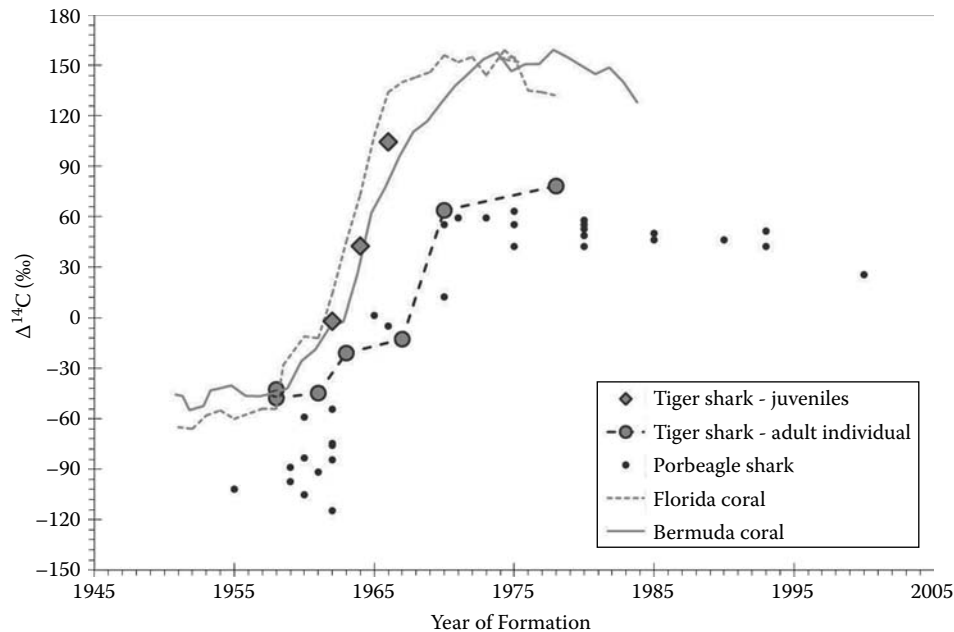 180
150
120
90
60
30
0
−30
−60
−90
−120
−150
Δ¹⁴C (‰)
Tiger shark - juveniles
Tiger shark - adult individual
Porbeagle shark
Florida coral
Bermuda coral
1945 1955 1965 1975 1985 1995 2005
Year of Formation